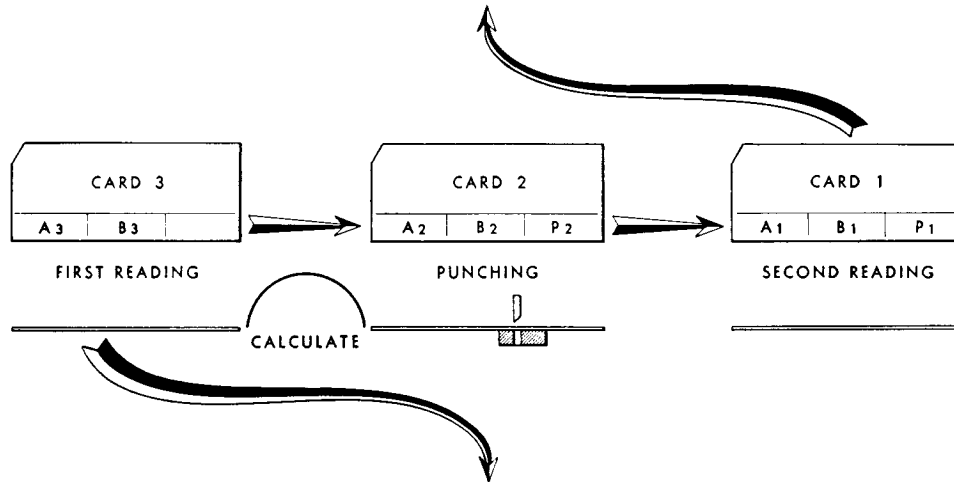 CARD 3
CARD 2
CARD 1
A3 B3
A2 B2 P2
A1 B1 P1
FIRST READING
PUNCHING
SECOND READING
CALCULATE